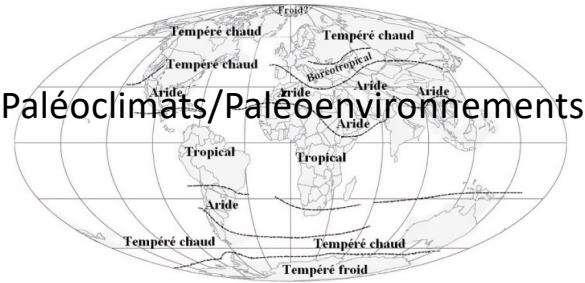 Froid?
Tempéré chaud Tempéré chaud
Tempéré chaud Boréotropical
Aride Aride Aride Aride
Paléoclimats/Paléoenvironnements
Aride
Tropical Tropical
Aride
Tempéré chaud Tempéré chaud
Tempéré froid